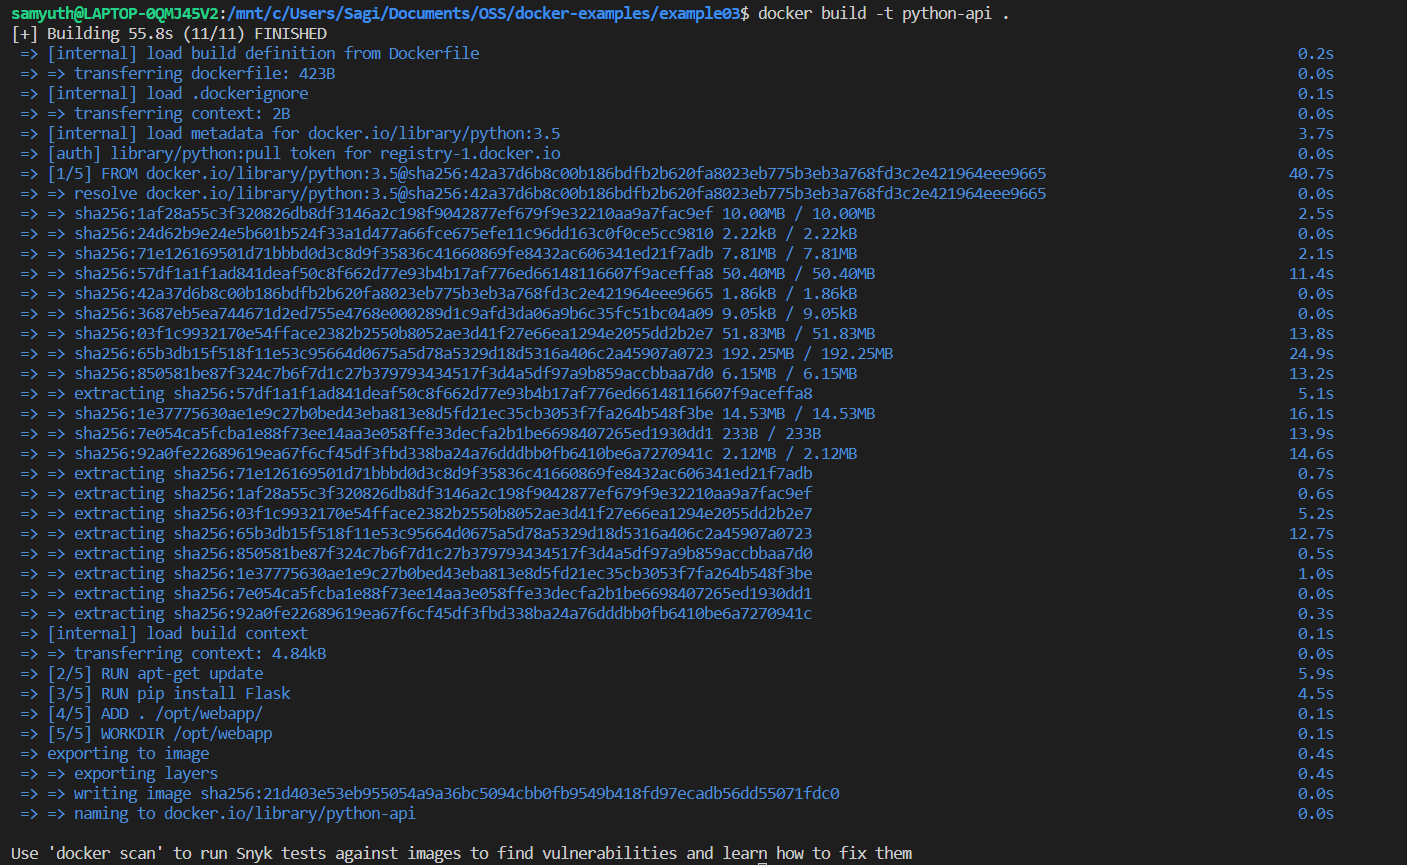 samyuth@LAPTOP-0QMJ45V2:/mnt/c/Users/Sagi/Documents/OSS/docker-examples/example03$ docker build -t python-api .
[+] Building 55.8s (11/11) FINISHED
=> [internal] load build definition from Dockerfile 0.2s
=> => transferring dockerfile: 423B 0.0s
=> [internal] load .dockerignore 0.1s
=> => transferring context: 2B 0.0s
=> [internal] load metadata for docker.io/library/python:3.5 3.7s
=> [auth] library/python:pull token for registry-1.docker.io 0.0s
=> [1/5] FROM docker.io/library/python:3.5@sha256:42a37d6b8c00b186bdfb2b620fa8023eb775b3eb3a768fd3c2e421964eee9665 40.7s
=> => resolve docker.io/library/python:3.5@sha256:42a37d6b8c00b186bdfb2b620fa8023eb775b3eb3a768fd3c2e421964eee9665 0.0s
=> => sha256:1af28a55c3f320826db8df3146a2c198f9042877ef679f9e32210aa9a7fac9ef 10.00MB / 10.00MB 2.5s
=> => sha256:24d62b9e24e5b601b524f33a1d477a66fce675efe11c96dd163c0f0ce5cc9810 2.22kB / 2.22kB 0.0s
=> => sha256:71e126169501d71bbbd0d3c8d9f35836c41660869fe8432ac606341ed21f7adb 7.81MB / 7.81MB 2.1s
=> => sha256:57df1a1f1ad841deaf50c8f662d77e93b4b17af776ed66148116607f9aceffa8 50.40MB / 50.40MB 11.4s
=> => sha256:42a37d6b8c00b186bdfb2b620fa8023eb775b3eb3a768fd3c2e421964eee9665 1.86kB / 1.86kB 0.0s
=> => sha256:3687eb5ea744671d2ed755e4768e000289d1c9afd3da06a9b6c35fc51bc04a09 9.05kB / 9.05kB 0.0s
=> => sha256:03f1c9932170e54fface2382b2550b8052ae3d41f27e66ea1294e2055dd2b2e7 51.83MB / 51.83MB 13.8s
=> => sha256:65b3db15f518f11e53c95664d0675a5d78a5329d18d5316a406c2a45907a0723 192.25MB / 192.25MB 24.9s
=> => sha256:850581be87f324c7b6f7d1c27b379793434517f3d4a5df97a9b859accbbaa7d0 6.15MB / 6.15MB 13.2s
=> => extracting sha256:57df1a1f1ad841deaf50c8f662d77e93b4b17af776ed66148116607f9aceffa8 5.1s
=> => sha256:1e37775630ae1e9c27b0bed43eba813e8d5fd21ec35cb3053f7fa264b548f3be 14.53MB / 14.53MB 16.1s
=> => sha256:7e054ca5fcba1e88f73ee14aa3e058ffe33decfa2b1be6698407265ed1930dd1 233B / 233B 13.9s
=> => sha256:92a0fe22689619ea67f6cf45df3fbd338ba24a76dddbb0fb6410be6a7270941c 2.12MB / 2.12MB 14.6s
=> => extracting sha256:71e126169501d71bbbd0d3c8d9f35836c41660869fe8432ac606341ed21f7adb 0.7s
=> => extracting sha256:1af28a55c3f320826db8df3146a2c198f9042877ef679f9e32210aa9a7fac9ef 0.6s
=> => extracting sha256:03f1c9932170e54fface2382b2550b8052ae3d41f27e66ea1294e2055dd2b2e7 5.2s
=> => extracting sha256:65b3db15f518f11e53c95664d0675a5d78a5329d18d5316a406c2a45907a0723 12.7s
=> => extracting sha256:850581be87f324c7b6f7d1c27b379793434517f3d4a5df97a9b859accbbaa7d0 0.5s
=> => extracting sha256:1e37775630ae1e9c27b0bed43eba813e8d5fd21ec35cb3053f7fa264b548f3be 1.0s
=> => extracting sha256:7e054ca5fcba1e88f73ee14aa3e058ffe33decfa2b1be6698407265ed1930dd1 0.0s
=> => extracting sha256:92a0fe22689619ea67f6cf45df3fbd338ba24a76dddbb0fb6410be6a7270941c 0.3s
=> [internal] load build context 0.1s
=> => transferring context: 4.84kB 0.0s
=> [2/5] RUN apt-get update 5.9s
=> [3/5] RUN pip install Flask 4.5s
=> [4/5] ADD . /opt/webapp/ 0.1s
=> [5/5] WORKDIR /opt/webapp 0.1s
=> exporting to image 0.4s
=> => exporting layers 0.4s
=> => writing image sha256:21d403e53eb955054a9a36bc5094cbb0fb9549b418fd97ecadb56dd55071fdc0 0.0s
=> => naming to docker.io/library/python-api 0.0s
Use 'docker scan' to run Snyk tests against images to find vulnerabilities and learn how to fix them